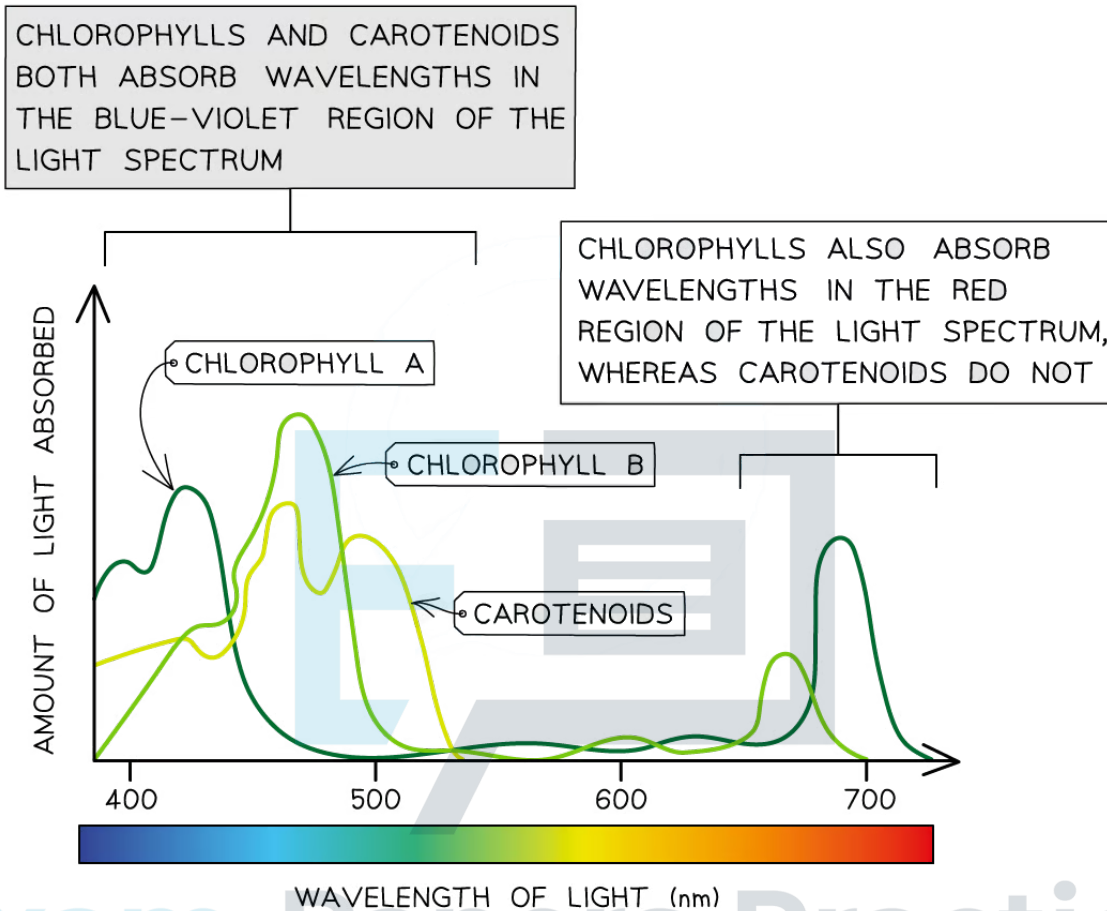 CHLOROPHYLLS AND CAROTENOIDS
BOTH ABSORB WAVELENGTHS IN
THE BLUE-VIOLET REGION OF THE
LIGHT SPECTRUM
CHLOROPHYLLS ALSO ABSORB
WAVELENGTHS IN THE RED
REGION OF THE LIGHT SPECTRUM,
WHEREAS CAROTENOIDS DO NOT
AMOUNT OF LIGHT ABSORBED
CHLOROPHYLL A
CHLOROPHYLL B
CAROTENOIDS
400 500 600 700
WAVELENGTH OF LIGHT (nm)